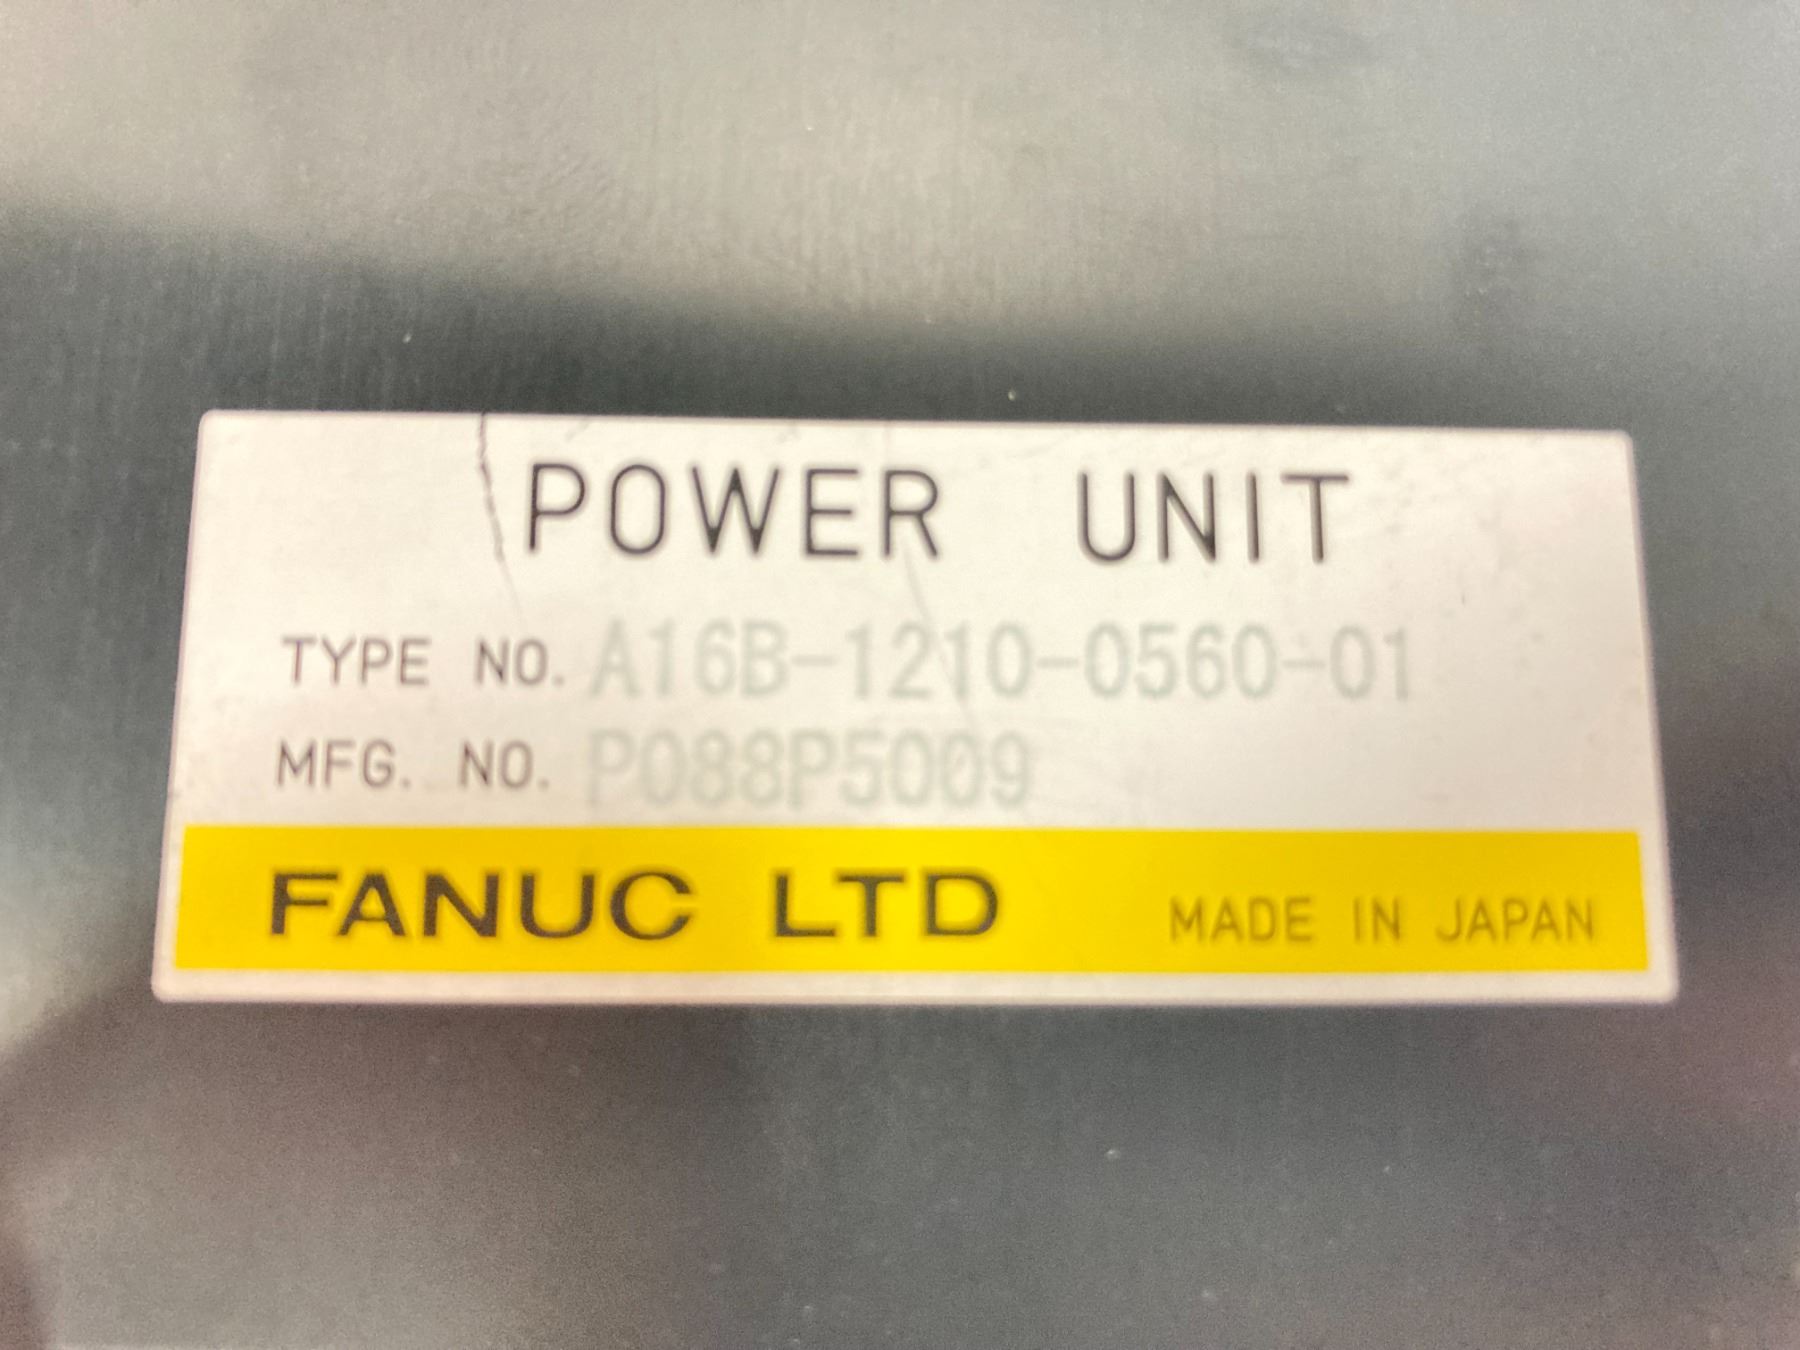 POWER UNIT
TYPE NO. A16B-1210-0560-01
MFG. NO. P088P5009
FANUC LTD MADE IN JAPAN